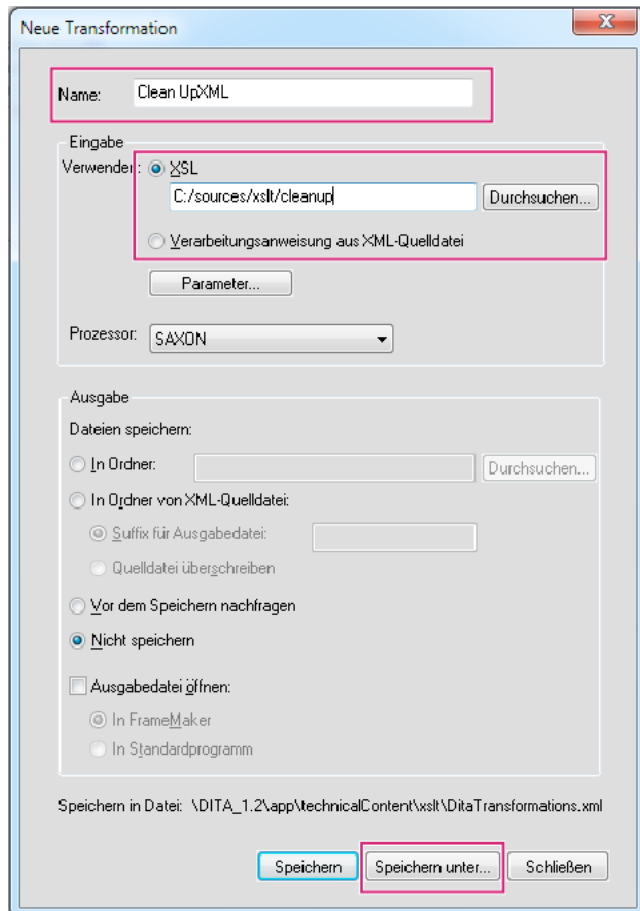 Neue Transformation
Name: Clean UpXML
Eingabe
Verwenden: XSL
C:/sources/xslt/cleanup Durchsuchen...
Verarbeitungsanweisung aus XML-Quelldatei
Parameter...
Prozessor: SAXON
Ausgabe
Dateien speichern:
In Ordner: Durchsuchen...
In Ordner von XML-Quelldatei:
Suffix für Ausgabedatei:
Quelldatei überschreiben
Vor dem Speichern nachfragen
Nicht speichern
Ausgabedatei öffnen:
In FrameMaker
In Standardprogramm
Speichern in Datei: \DITA_1.2\app\technicalContent\xslt\DitaTransformations.xml
Speichern Speichern unter... Schließen